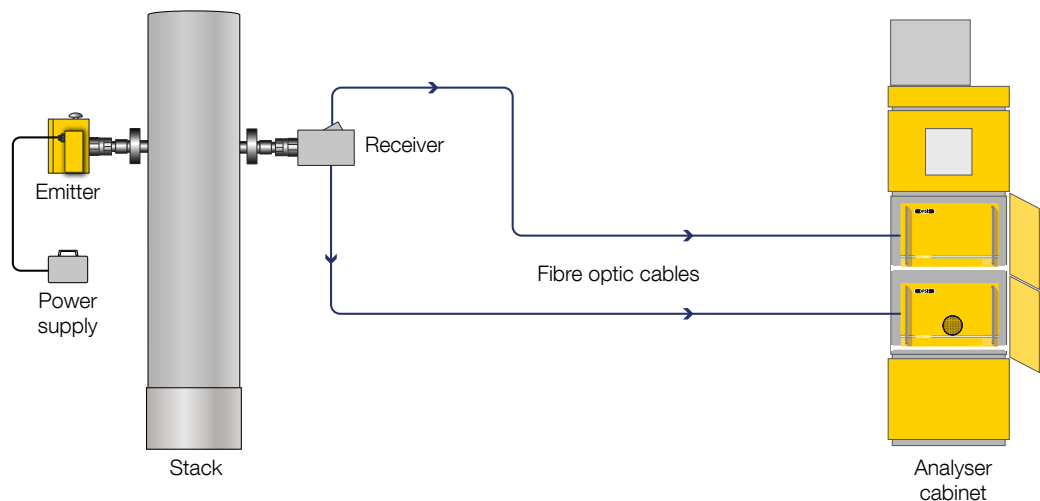 Receiver
Emitter
Fibre optic cables
Power
supply
Stack
Analyser
cabinet